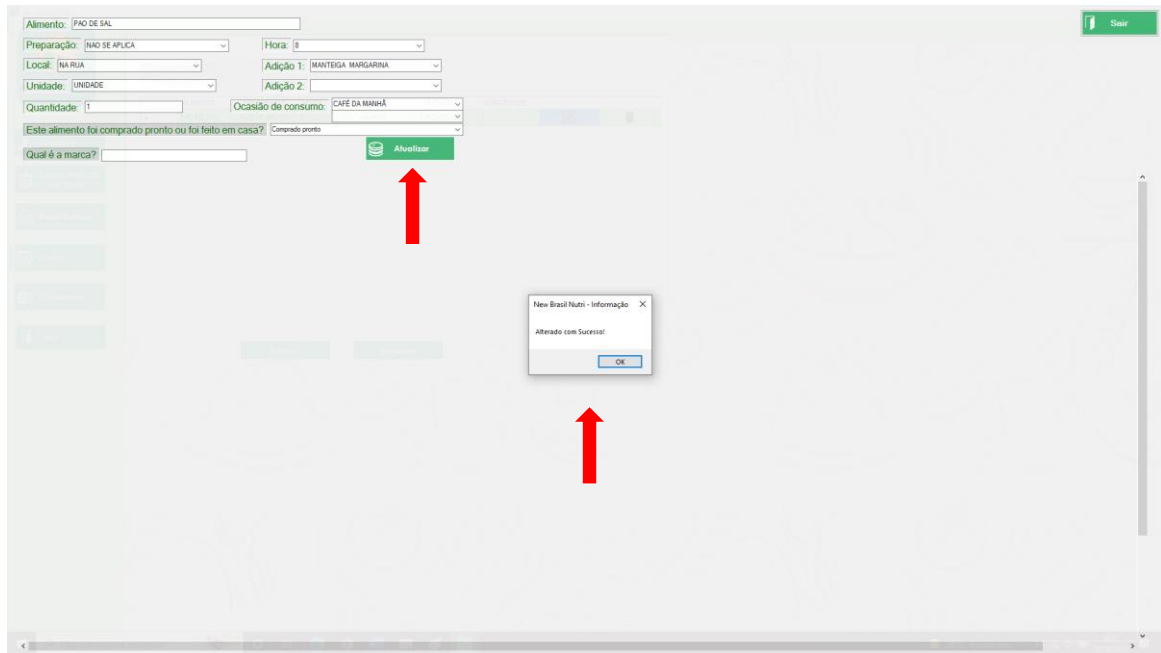 Alimento: PAO DE SAL
Sair
Preparação: NAO SE APLICA Hora: 8
Local: NA RUA Adição 1: MANTEIGA MARGARINA
Unidade: UNIDADE Adição 2:
Quantidade: 1 Ocasião de consumo: CAFÉ DA MANHÃ
Este alimento foi comprado pronto ou foi feito em casa? Comprado pronto
Qual é a marca? Atualizar
New Brasil Nutri - Informação
Alterado com Sucesso!
OK